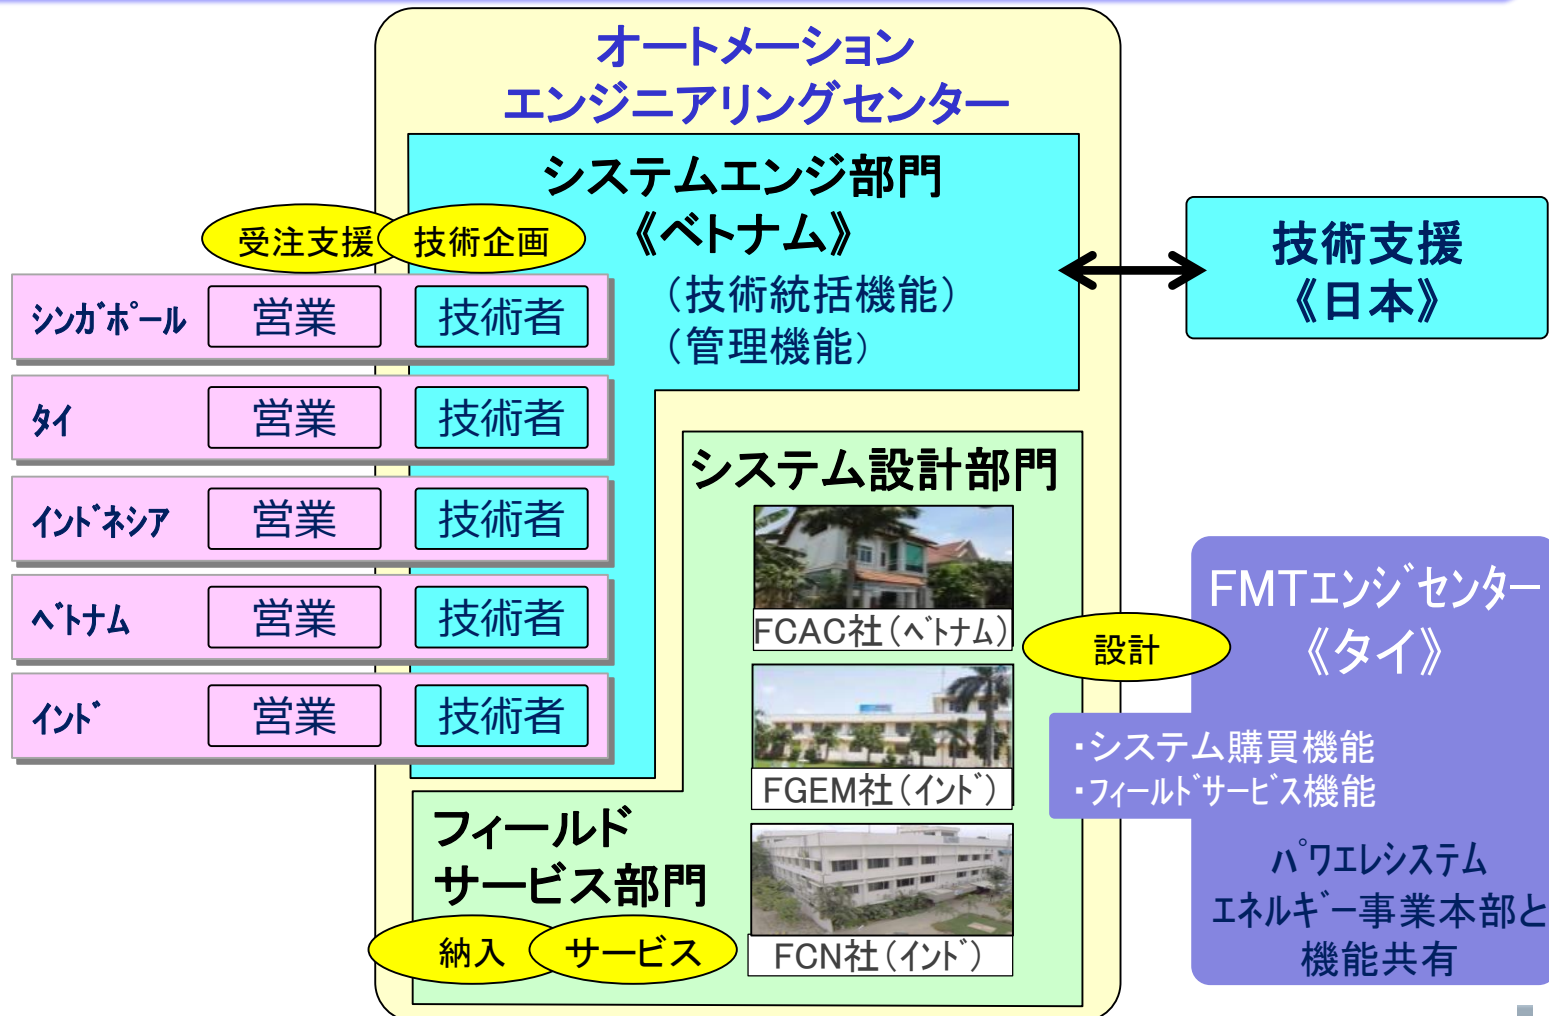 オートメーション
エンジニアリングセンター
システムエンジ部門
《ベトナム》
（技術統括機能）
（管理機能）
受注支援
技術企画
シンガポール 営業 技術者
タイ 営業 技術者
インドネシア 営業 技術者
ベトナム 営業 技術者
インド 営業 技術者
技術支援
《日本》
システム設計部門
FCAC社（ベトナム）
FGEM社（インド）
FCN社（インド）
設計
フィールド
サービス部門
納入
サービス
FMTエンジセンター
《タイ》
・システム購買機能
・フィールドサービス機能
パワエレシステム
エネルギー事業本部と
機能共有